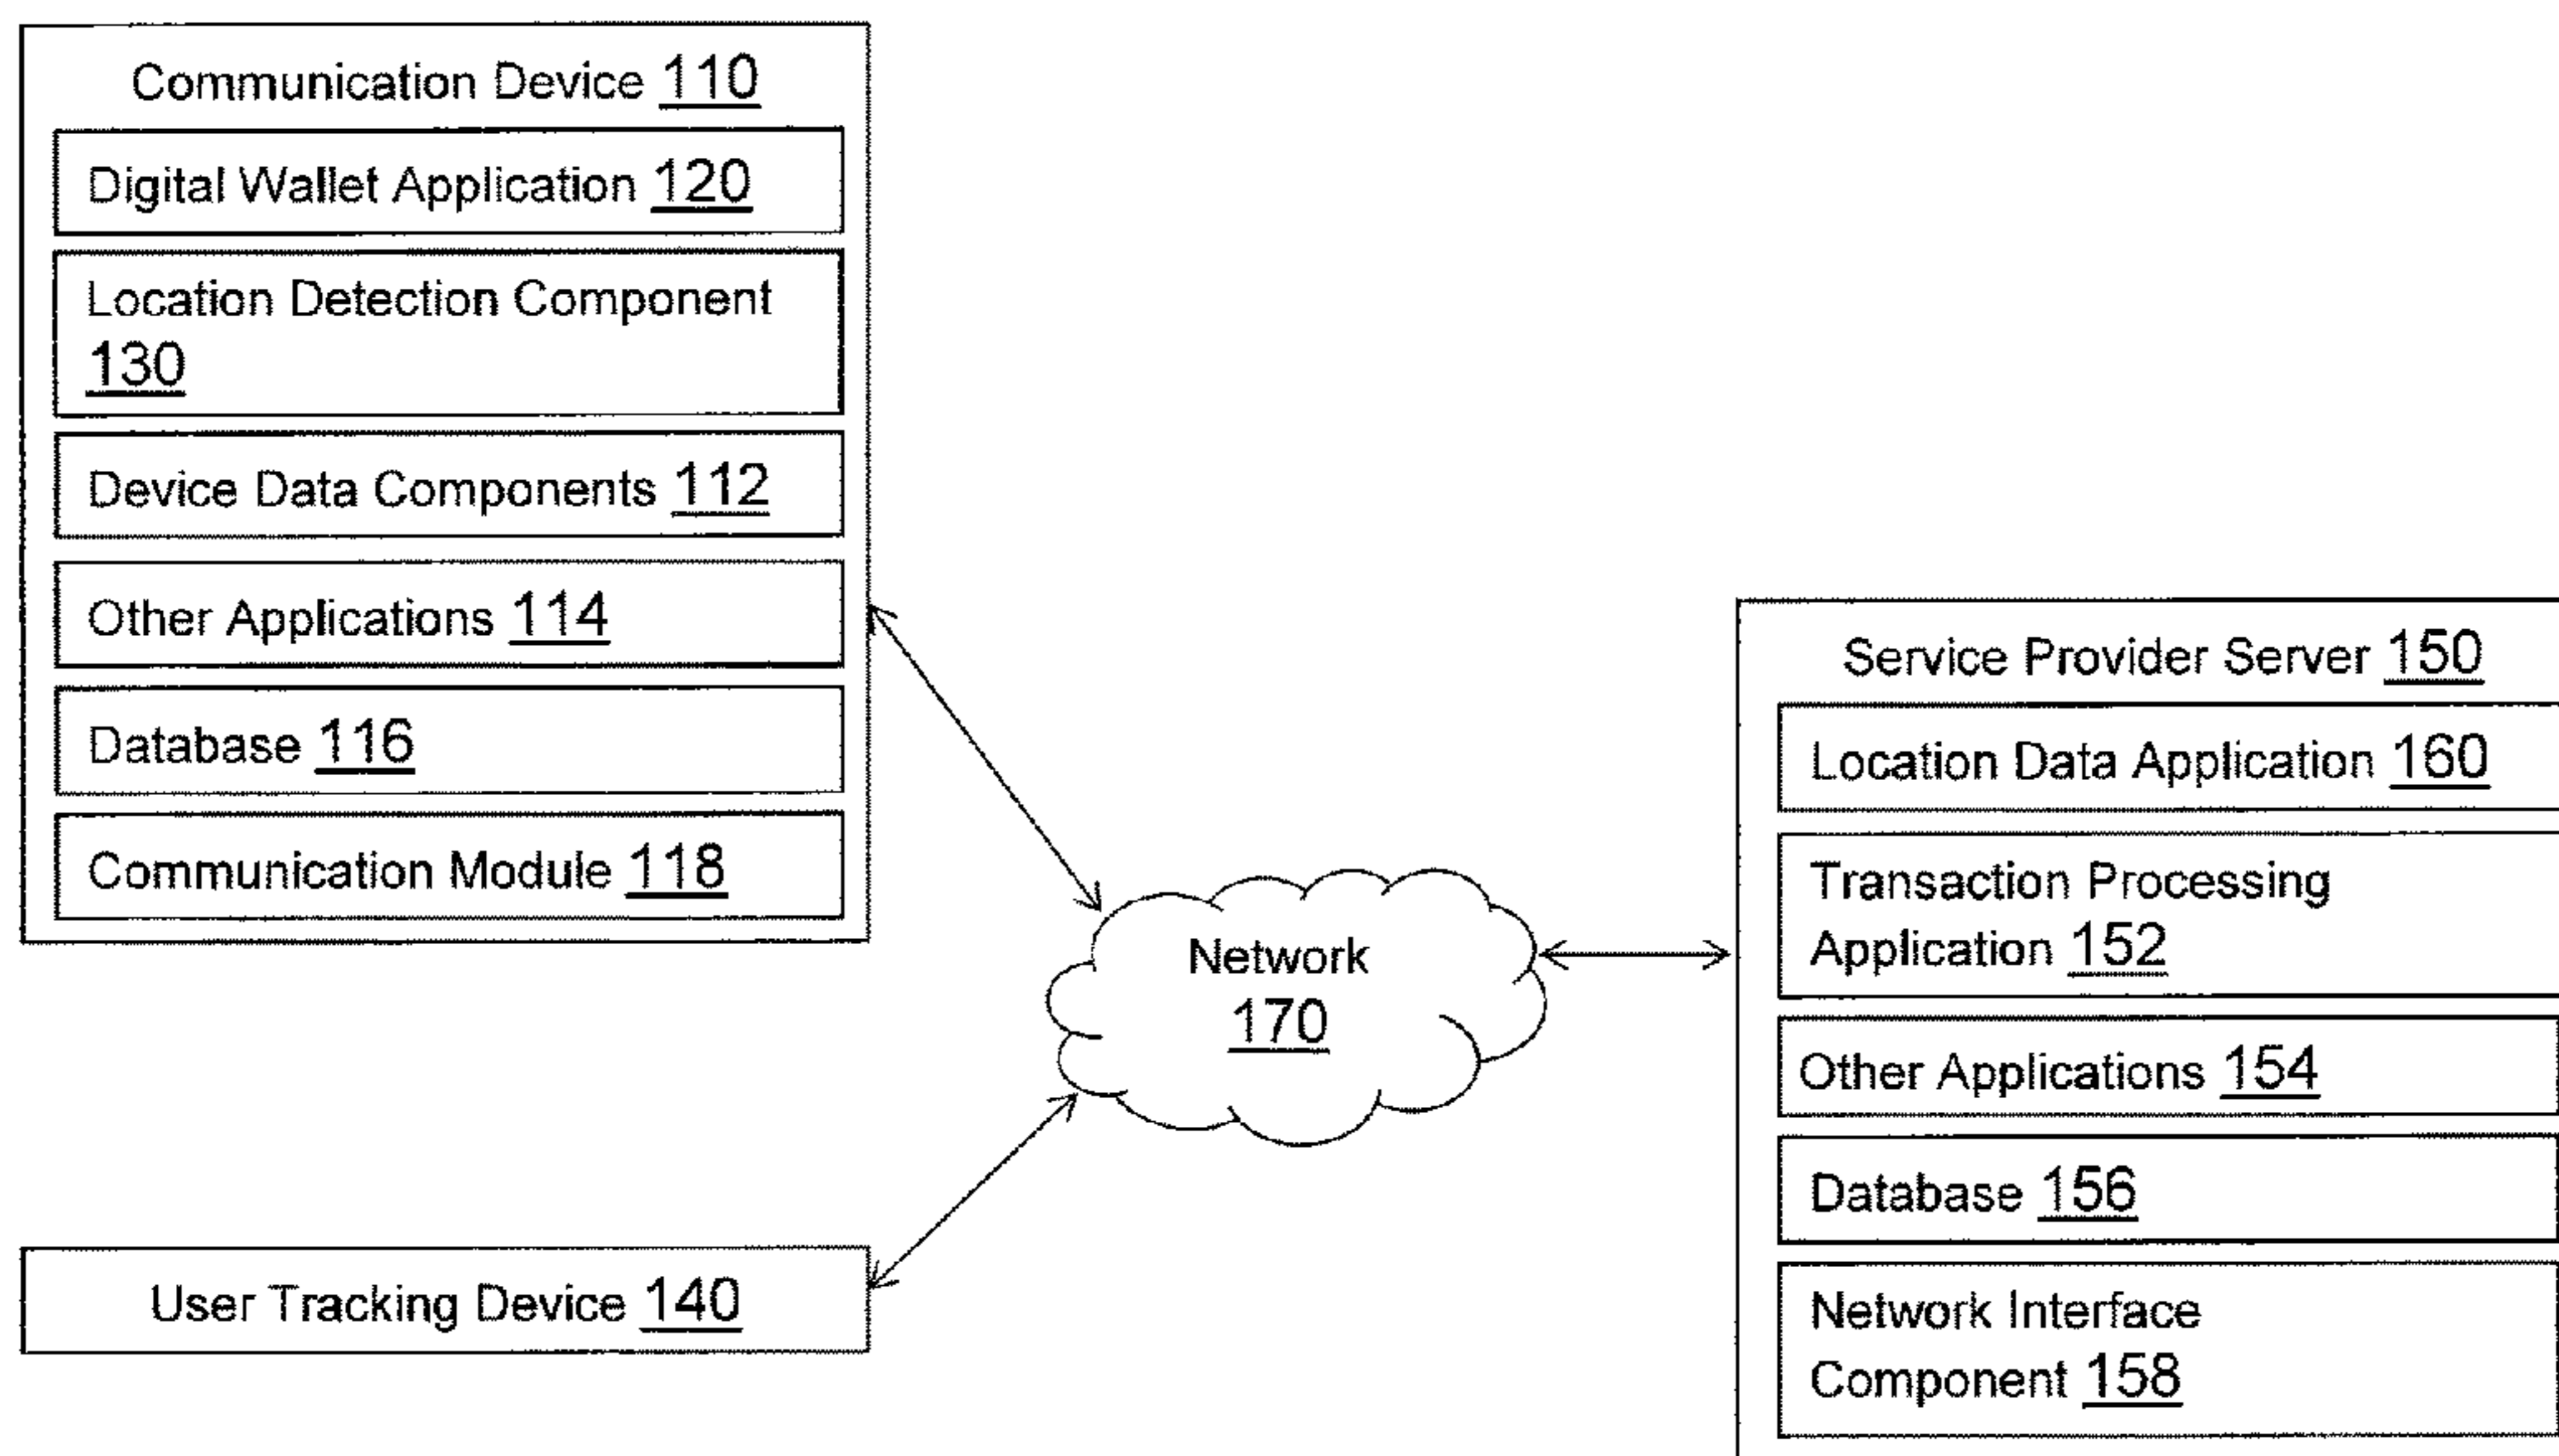 Communication Device 110
Digital Wallet Application 120
Location Detection Component
130
Device Data Components 112
Other Applications 114
Database 116
Communication Module 118
User Tracking Device 140
Network
170
Service Provider Server 150
Location Data Application 160
Transaction Processing
Application 152
Other Applications 154
Database 156
Network Interface
Component 158